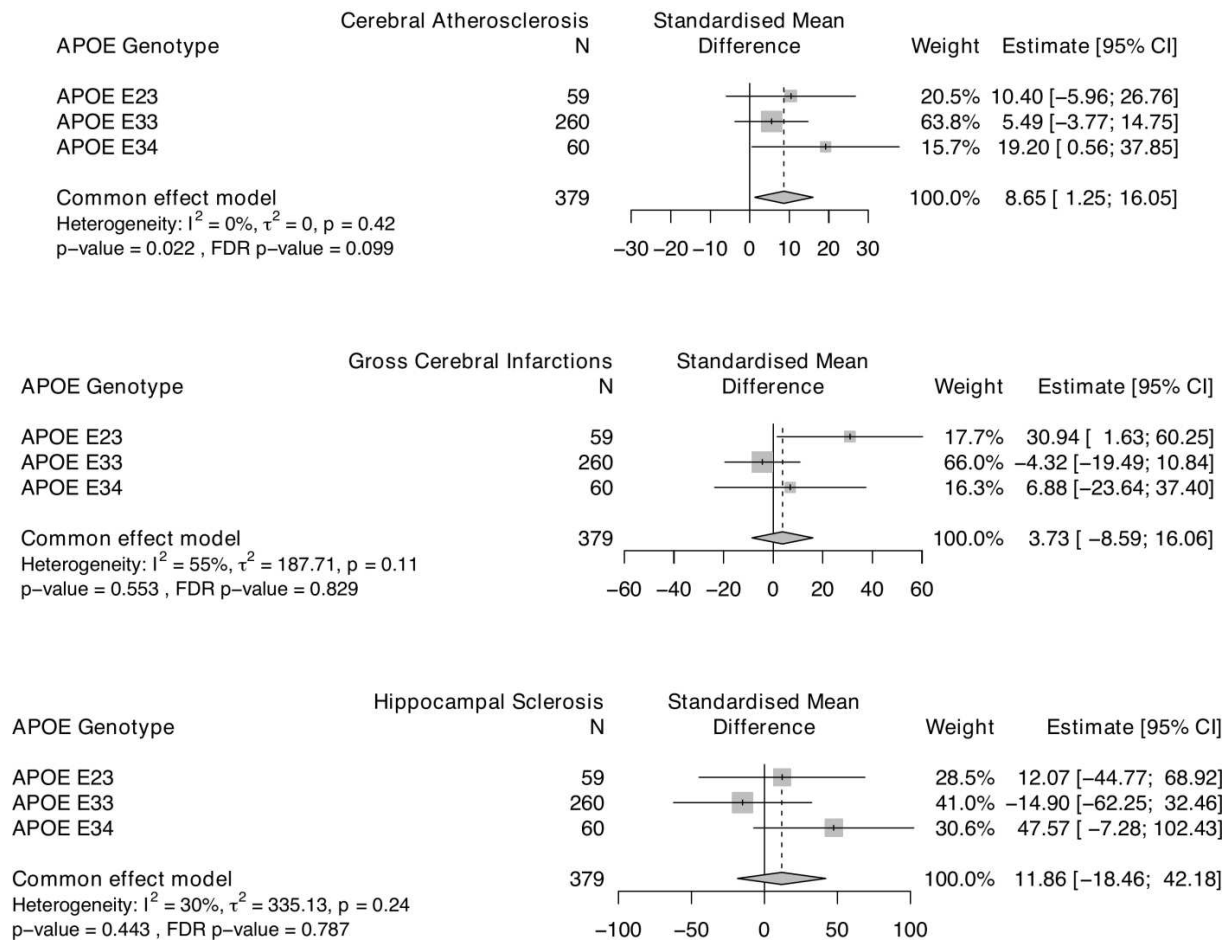 Cerebral Atherosclerosis Standardised Mean
APOE Genotype N Difference Weight Estimate [95% CI]
APOE E23 59 20.5% 10.40 [−5.96; 26.76]
APOE E33 260 63.8% 5.49 [−3.77; 14.75]
APOE E34 60 15.7% 19.20 [ 0.56; 37.85]
Common effect model 379 100.0% 8.65 [ 1.25; 16.05]
Heterogeneity: I² = 0%, τ² = 0, p = 0.42
p−value = 0.022 , FDR p−value = 0.099
−30 −20 −10 0 10 20 30
Gross Cerebral Infarctions Standardised Mean
APOE Genotype N Difference Weight Estimate [95% CI]
APOE E23 59 17.7% 30.94 [ 1.63; 60.25]
APOE E33 260 66.0% −4.32 [−19.49; 10.84]
APOE E34 60 16.3% 6.88 [−23.64; 37.40]
Common effect model 379 100.0% 3.73 [ −8.59; 16.06]
Heterogeneity: I² = 55%, τ² = 187.71, p = 0.11
p−value = 0.553 , FDR p−value = 0.829
−60 −40 −20 0 20 40 60
Hippocampal Sclerosis Standardised Mean
APOE Genotype N Difference Weight Estimate [95% CI]
APOE E23 59 28.5% 12.07 [−44.77; 68.92]
APOE E33 260 41.0% −14.90 [−62.25; 32.46]
APOE E34 60 30.6% 47.57 [ −7.28; 102.43]
Common effect model 379 100.0% 11.86 [−18.46; 42.18]
Heterogeneity: I² = 30%, τ² = 335.13, p = 0.24
p−value = 0.443 , FDR p−value = 0.787
−100 −50 0 50 100